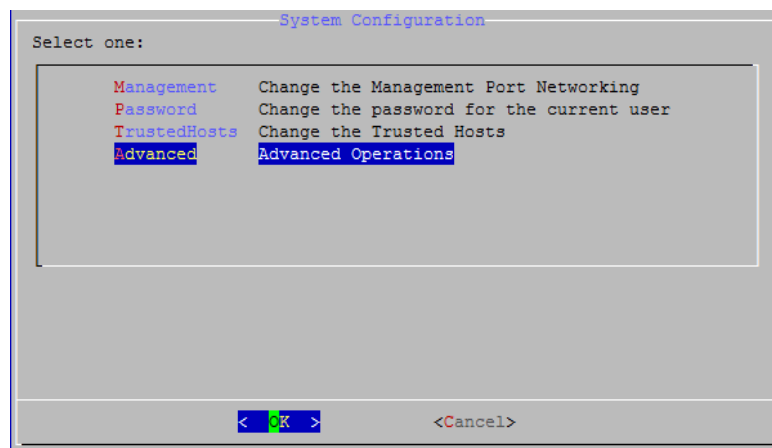 System Configuration
Select one:
Management Change the Management Port Networking
Password Change the password for the current user
TrustedHosts Change the Trusted Hosts
Advanced Advanced Operations
< OK > <Cancel>